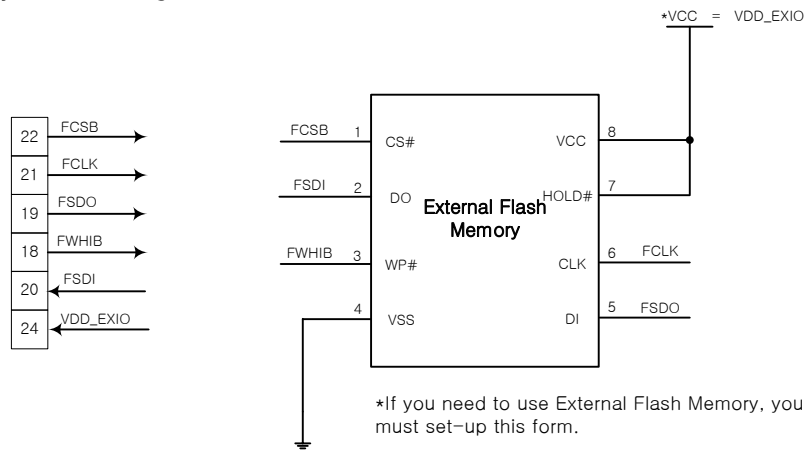 *VCC = VDD_EXIO
22 FCSB
21 FCLK
19 FSDO
18 FWHIB
20 FSDI
24 VDD_EXIO
FCSB 1 CS#
FSDI 2 DO
FWHIB 3 WP#
4 VSS
External Flash
Memory
VCC 8
HOLD# 7
CLK 6 FCLK
DI 5 FSDO
*If you need to use External Flash Memory, you
must set-up this form.